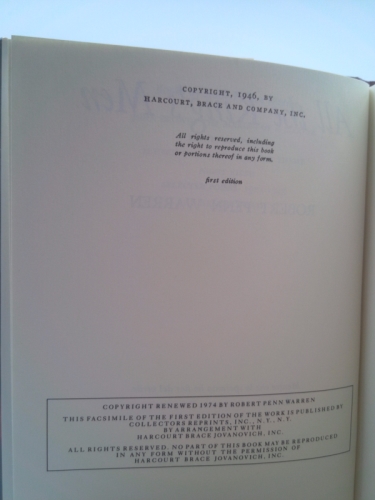 COPYRIGHT, 1946, BY
HARCOURT, BRACE AND COMPANY, INC.
All rights reserved, including
the right to reproduce this book
or portions thereof in any form.
first edition
COPYRIGHT RENEWED 1974 BY ROBERT PENN WARREN
THIS FACSIMILE OF THE FIRST EDITION OF THE WORK IS PUBLISHED BY
COLLECTORS REPRINTS, INC., N.Y., N.Y.
BY ARRANGEMENT WITH
HARCOURT BRACE JOVANOVICH, INC.
ALL RIGHTS RESERVED. NO PART OF THIS BOOK MAY BE REPRODUCED
IN ANY FORM WITHOUT THE PERMISSION OF
HARCOURT BRACE JOVANOVICH, INC.